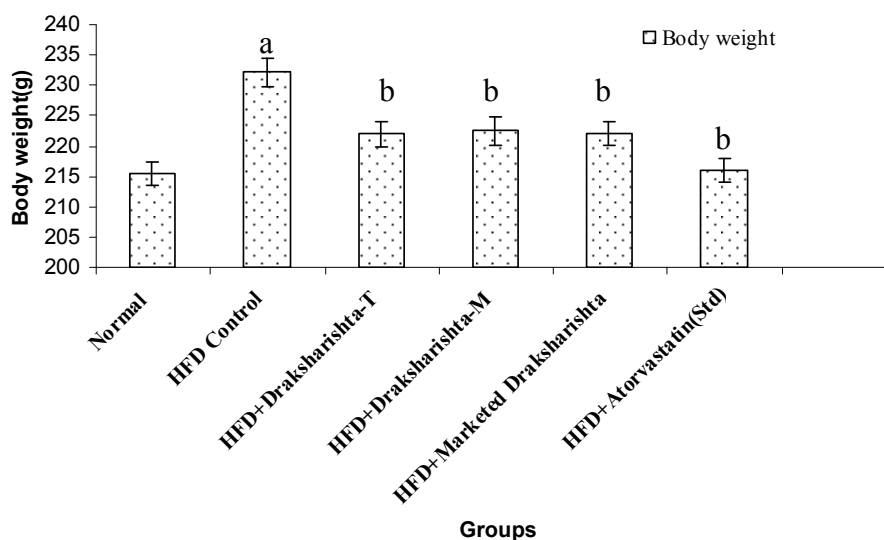 240
235
230
225
220
215
210
205
200
Body weight(g)
Body weight
a
b
b
b
b
Normal
HFD Control
HFD+Draksharishta-T
HFD+Draksharishta-M
HFD+Marketed Draksharishta
HFD+Atorvastatin(Std)
Groups